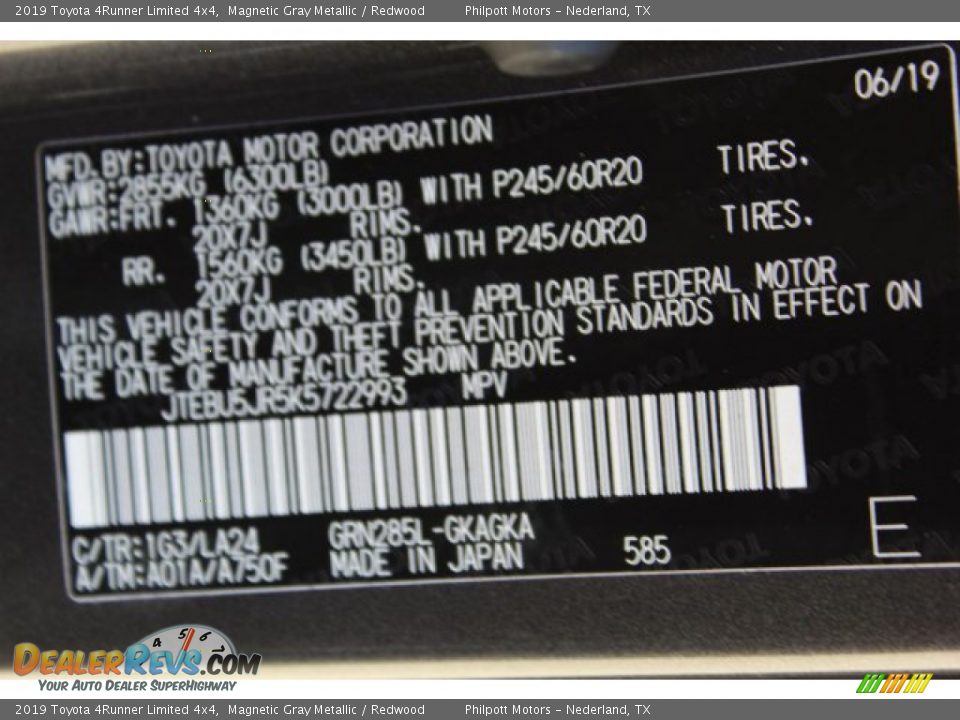 2019 Toyota 4Runner Limited 4x4, Magnetic Gray Metallic / Redwood Philpott Motors – Nederland, TX
06/19
MFD.BY:TOYOTA MOTOR CORPORATION
GVWR:2855KG (6300LB)
GAWR:FRT. 1360KG (3000LB) WITH P245/60R20 TIRES.
20X7J RIMS.
RR. 1560KG (3450LB) WITH P245/60R20 TIRES.
20X7J RIMS.
THIS VEHICLE CONFORMS TO ALL APPLICABLE FEDERAL MOTOR
VEHICLE SAFETY AND THEFT PREVENTION STANDARDS IN EFFECT ON
THE DATE OF MANUFACTURE SHOWN ABOVE.
JTEBU5JR5K5722993 MPV
C/TR:1G3/LA24 GRN285L-GKAGKA
A/TM:A01A/A750F MADE IN JAPAN 585 E
4 5 6
DEALERREVS.COM
YOUR AUTO DEALER SUPERHIGHWAY
2019 Toyota 4Runner Limited 4x4, Magnetic Gray Metallic / Redwood Philpott Motors – Nederland, TX